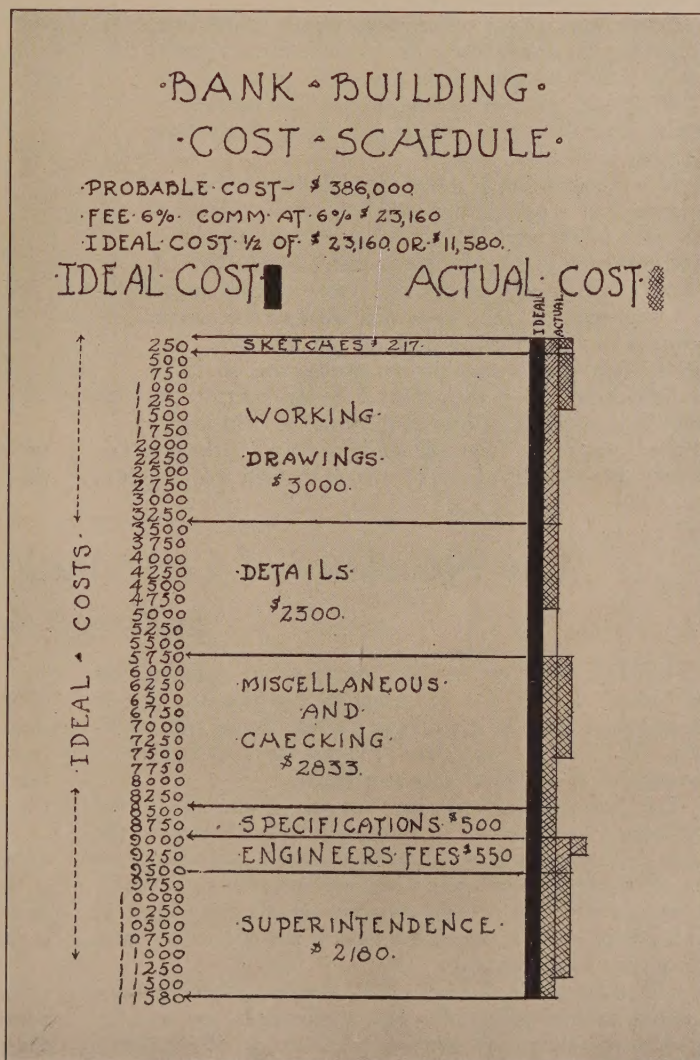 ·BANK·BUILDING·
·COST·SCHEDULE·
·PROBABLE·COST- $ 386,000
·FEE·6%· COMM·AT·6% $ 23,160
·IDEAL·COST·½ OF·$ 23,160 OR·$11,580.
·IDEAL·COST·
ACTUAL·COST·
IDEAL
ACTUAL
·IDEAL·COSTS·
250
500
750
1000
1250
1500
1750
2000
2250
2500
2750
3000
3250
3500
3750
4000
4250
4500
4750
5000
5250
5500
5750
6000
6250
6500
6750
7000
7250
7500
7750
8000
8250
8500
8750
9000
9250
9500
9750
10000
10250
10500
10750
11000
11250
11500
11580
SKETCHES $ 217·
WORKING·
DRAWINGS·
$ 3000.
·DETAILS·
$2300.
·MISCELLANEOUS·
·AND·
·CHECKING·
$2833.
·SPECIFICATIONS·$500
·ENGINEERS·FEES·$550
·SUPERINTENDENCE·
$ 2180.